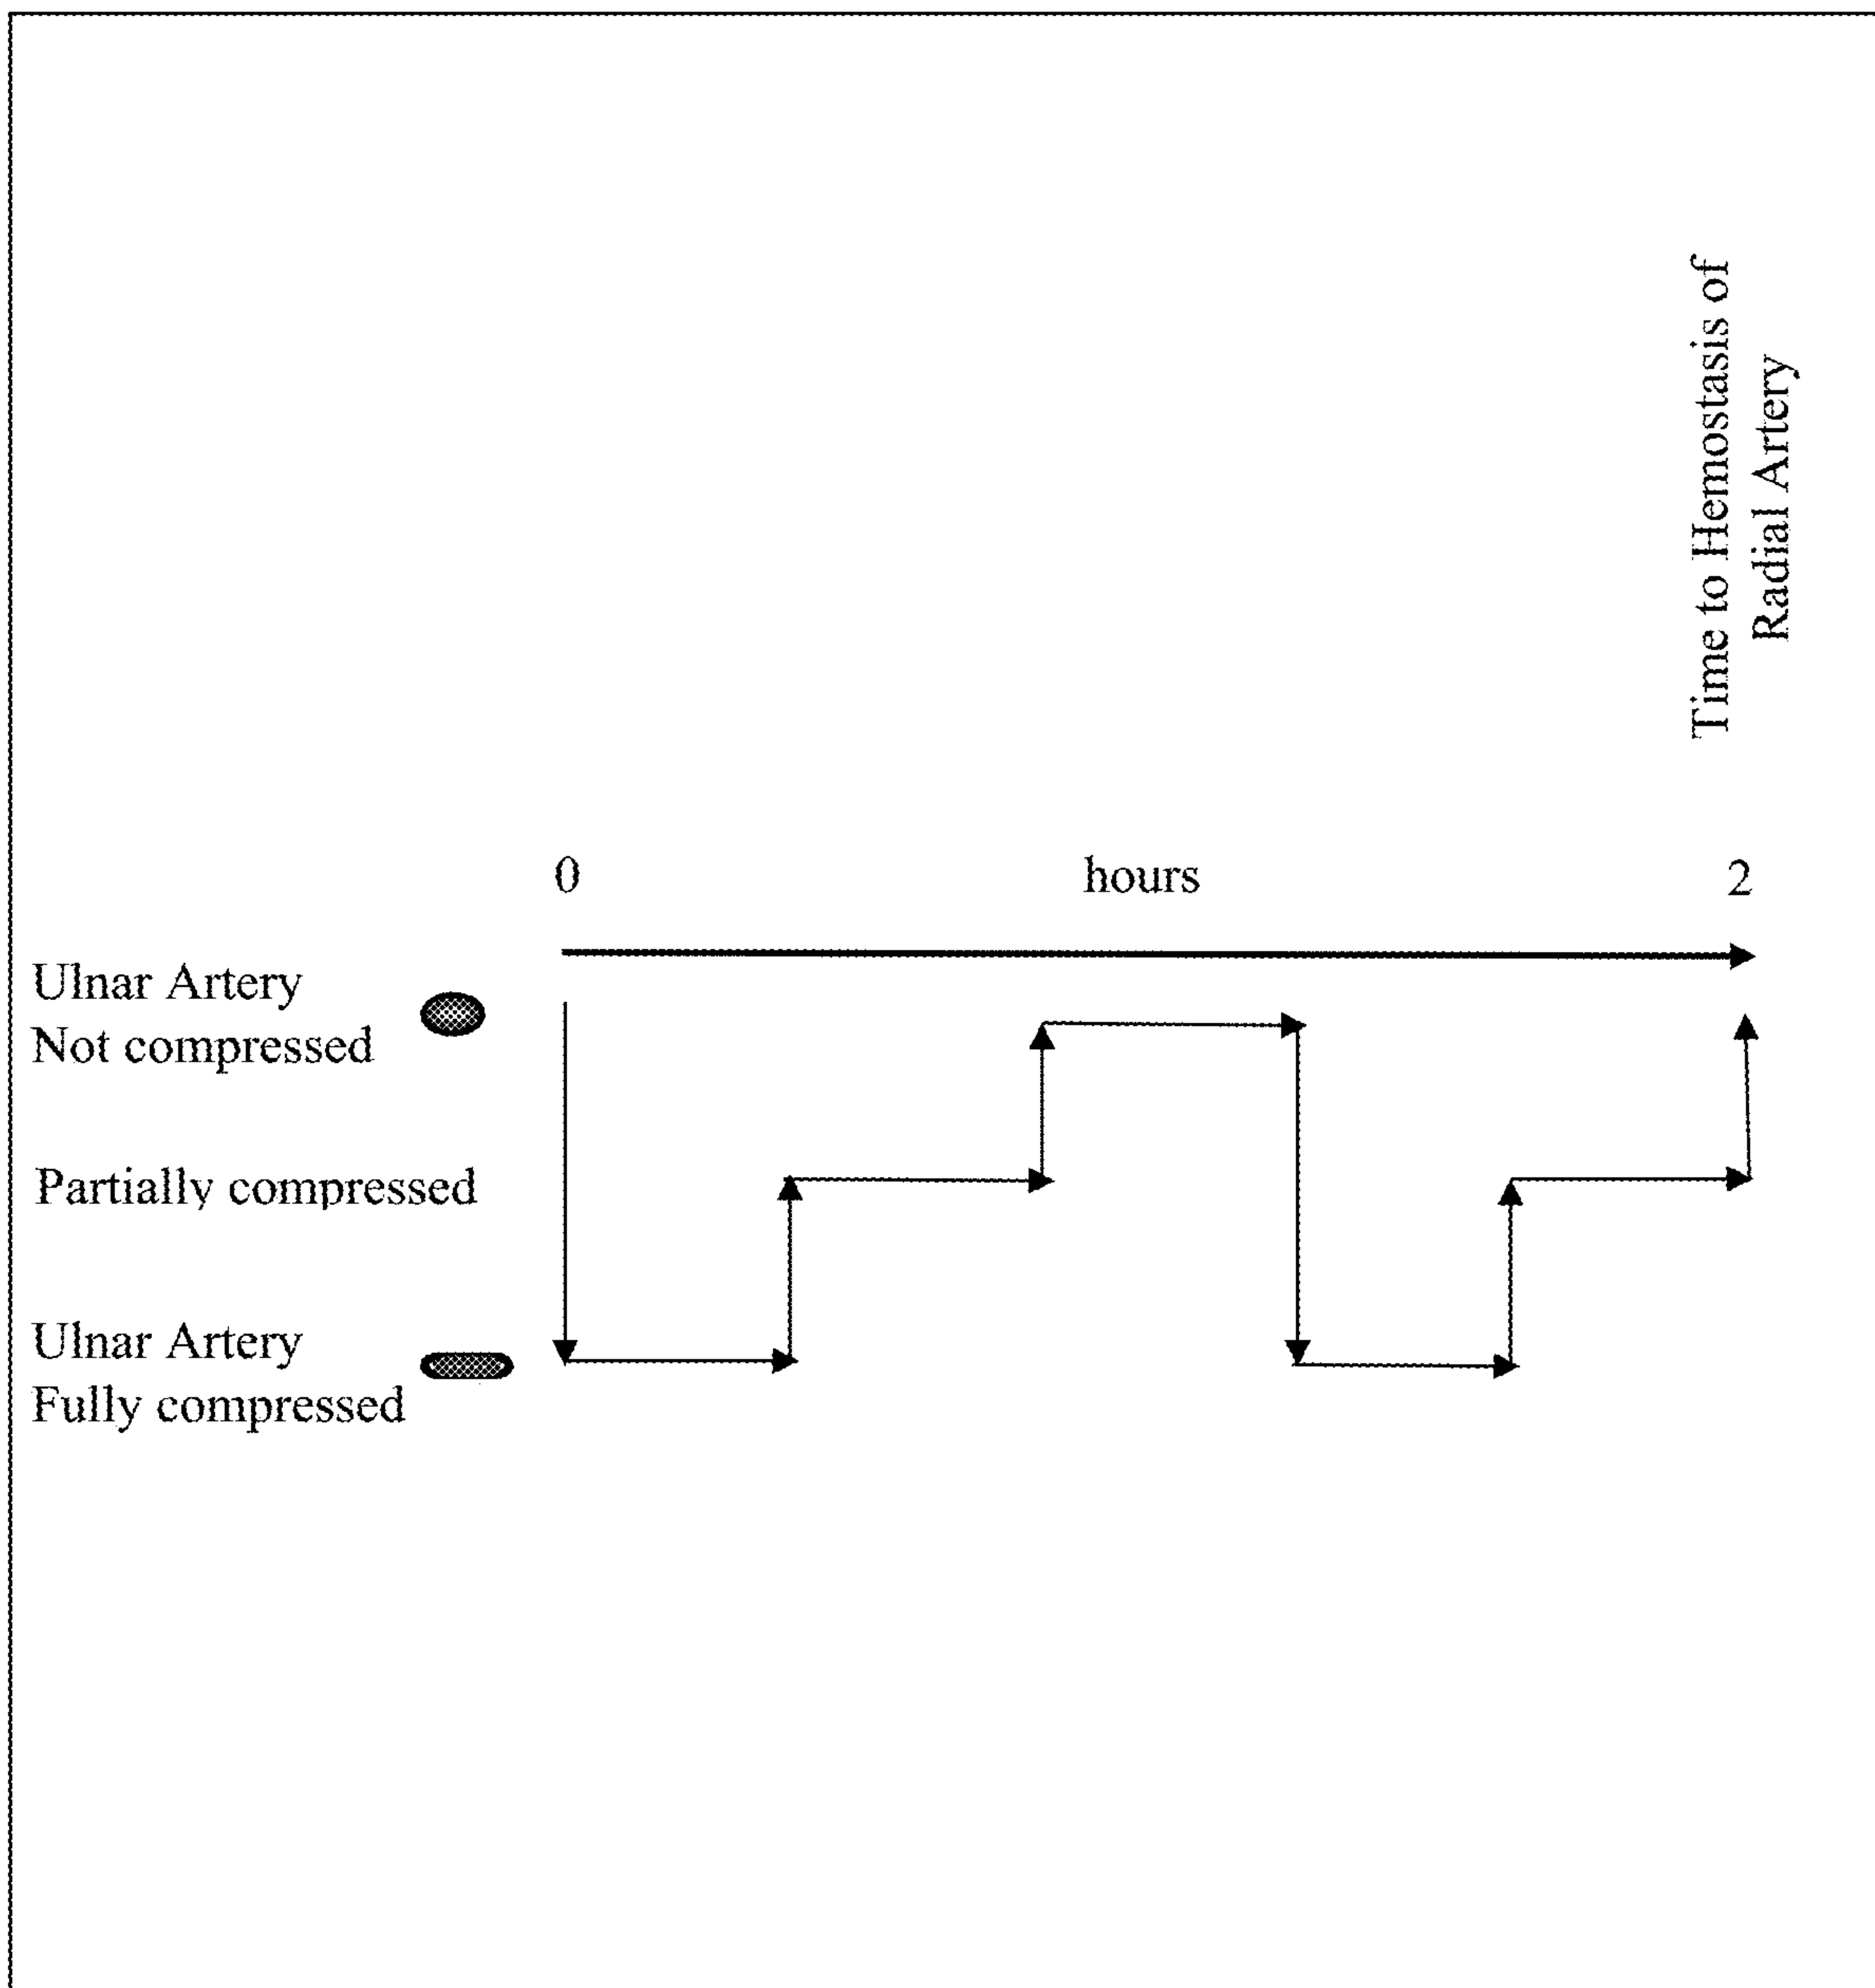 Time to Hemostasis of
Radial Artery
0 hours 2
Ulnar Artery
Not compressed
Partially compressed
Ulnar Artery
Fully compressed